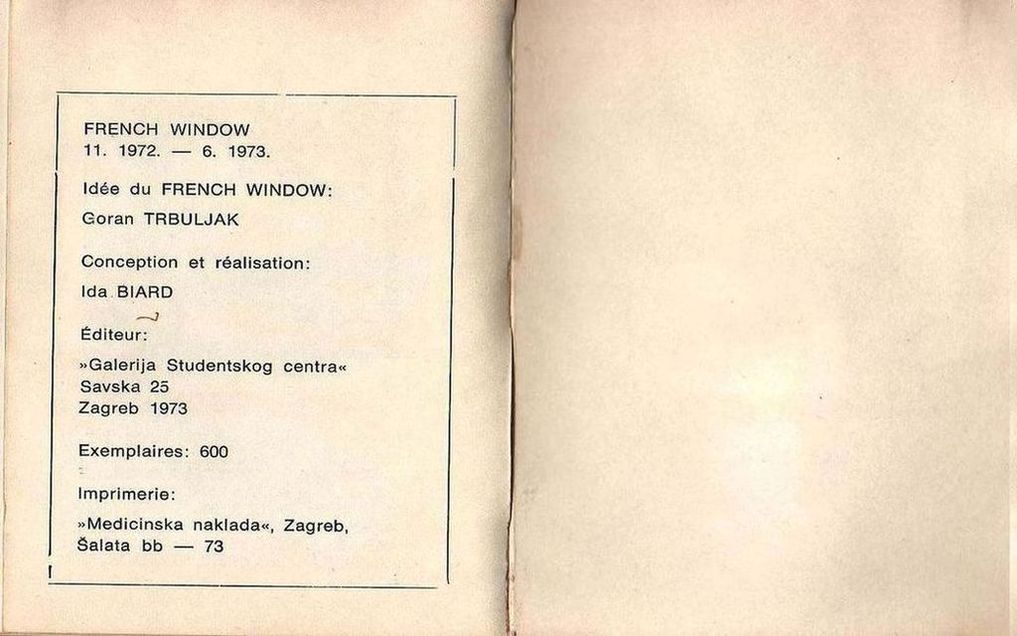 FRENCH WINDOW
11. 1972. — 6. 1973.
Idée du FRENCH WINDOW:
Goran TRBULJAK
Conception et réalisation:
Ida BIARD
Éditeur:
»Galerija Studentskog centra«
Savska 25
Zagreb 1973
Exemplaires: 600
Imprimerie:
»Medicinska naklada«, Zagreb,
Šalata bb — 73